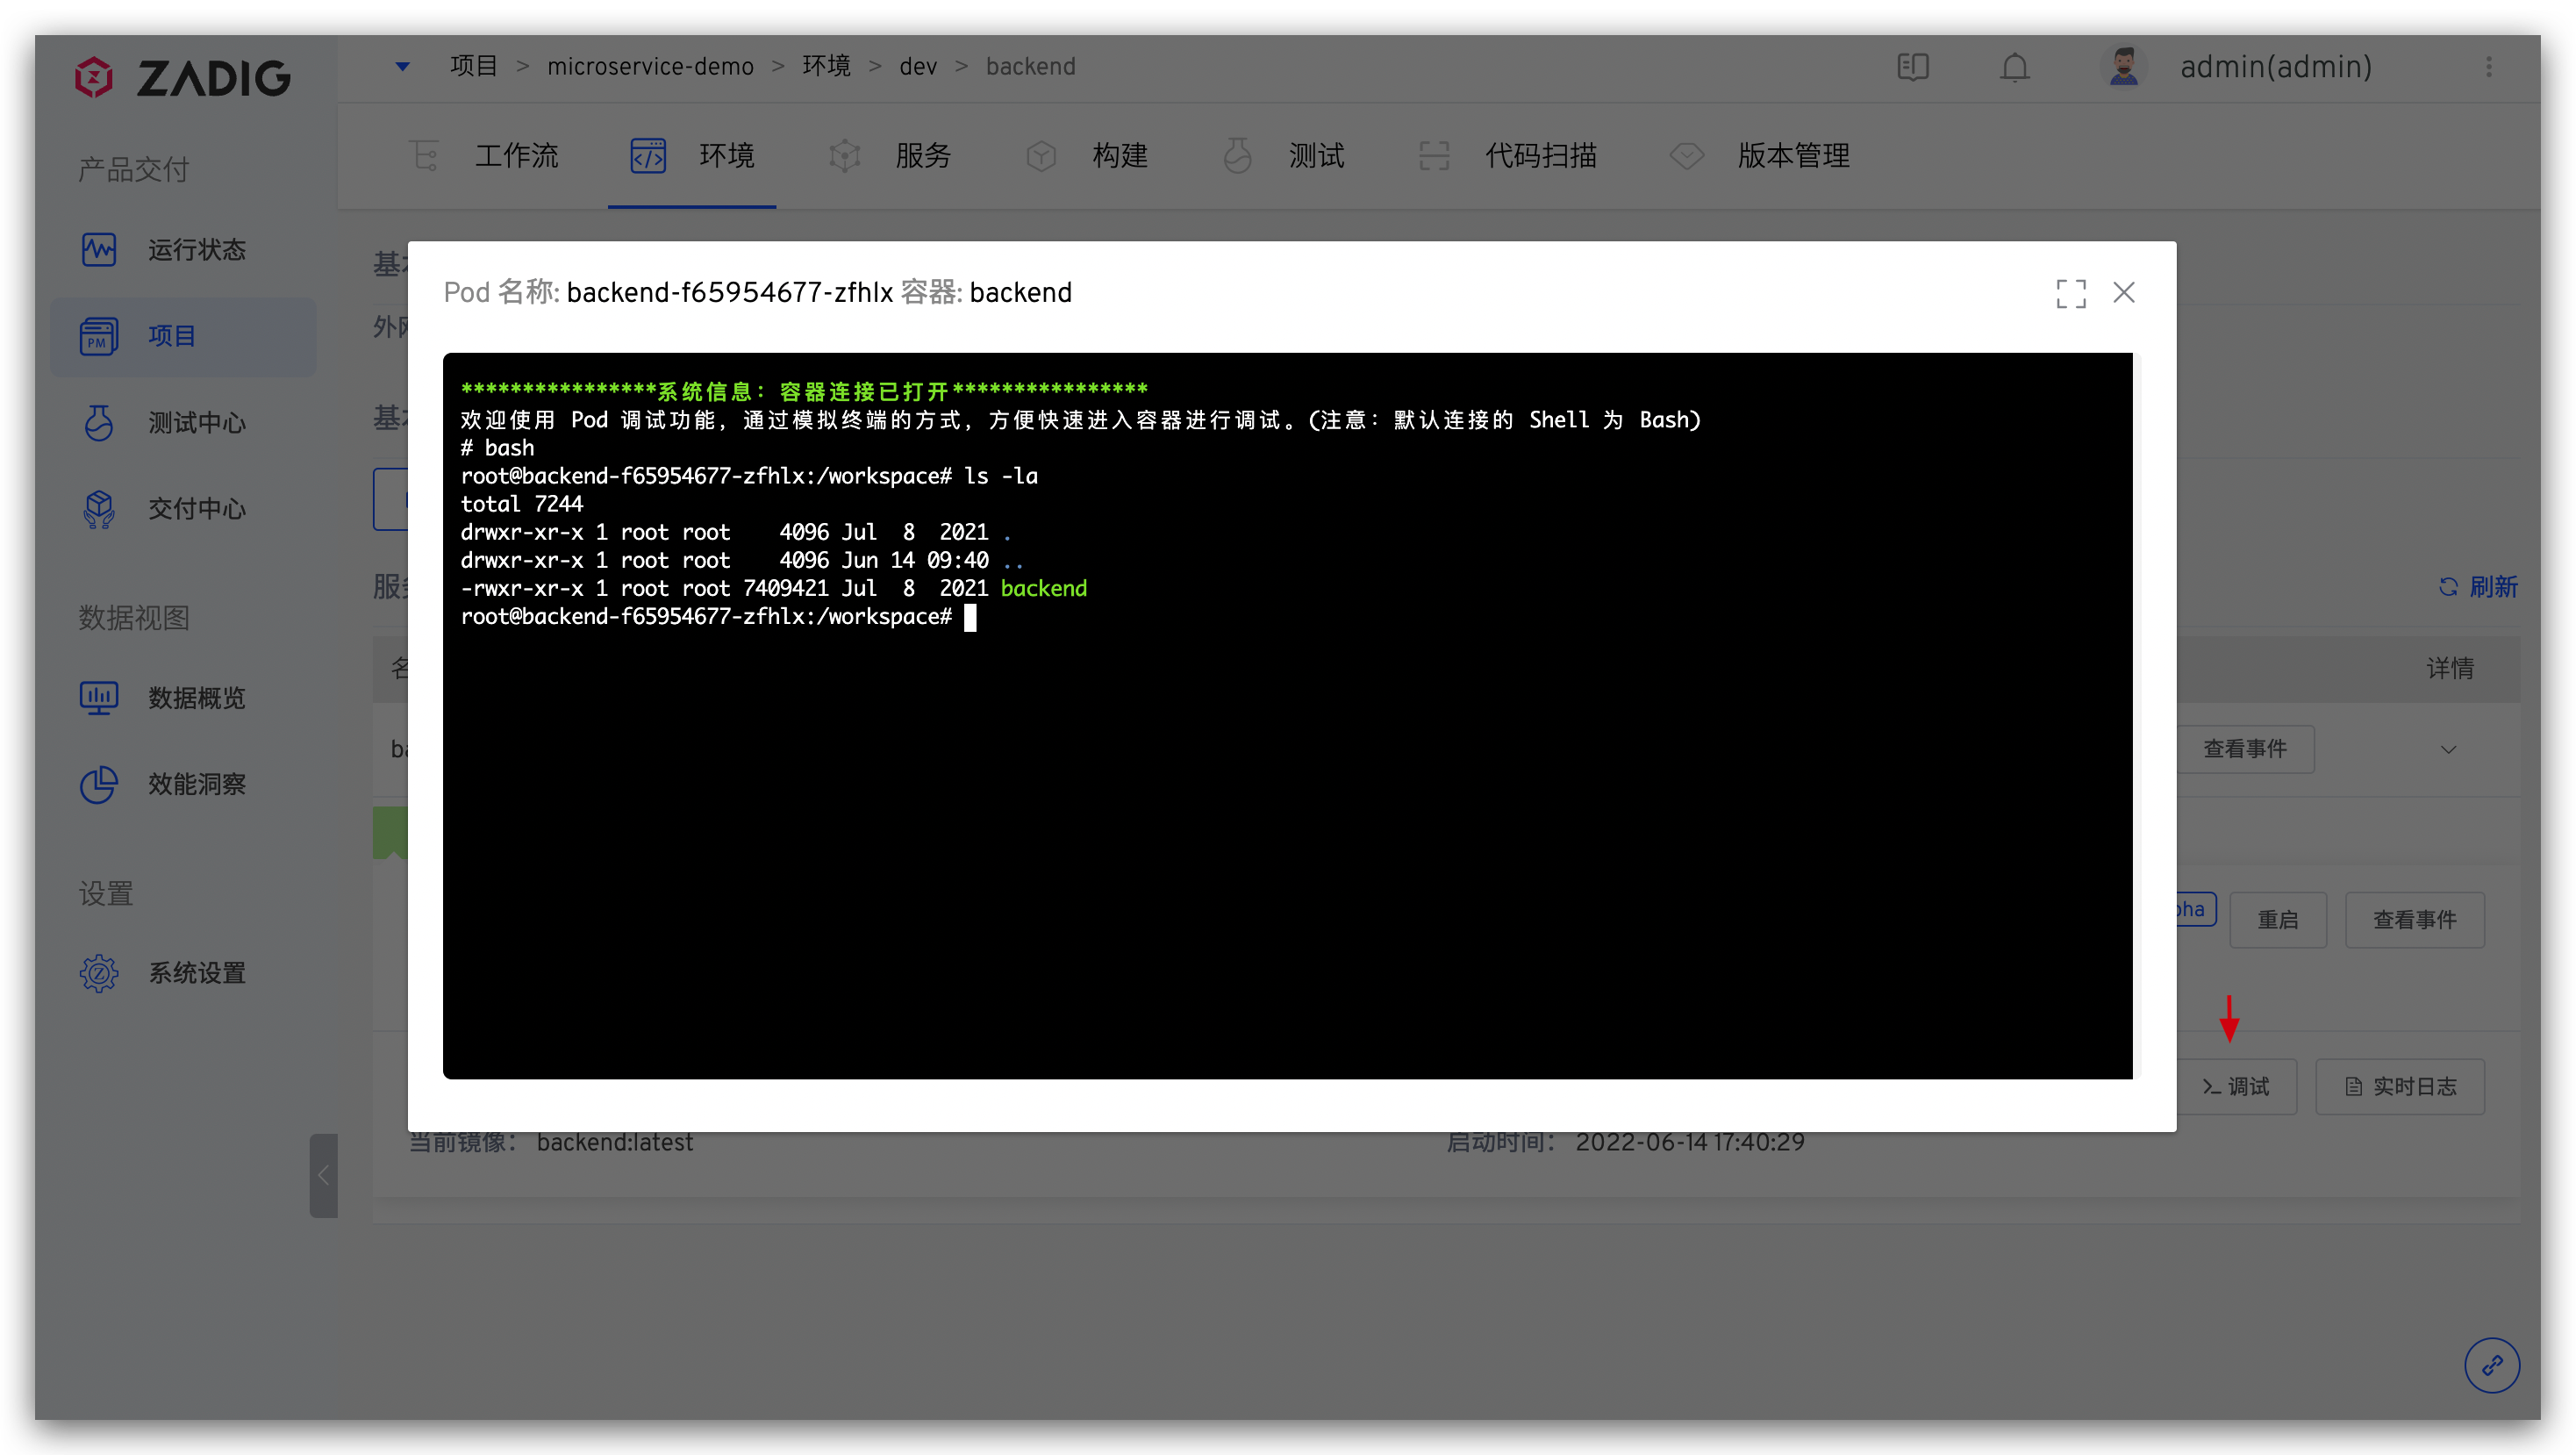 ZADIG
项目 > microservice-demo > 环境 > dev > backend
admin(admin)
工作流 环境 服务 构建 测试 代码扫描 版本管理
产品交付
运行状态
PM 项目
测试中心
交付中心
数据视图
数据概览
效能洞察
设置
系统设置
Pod 名称: backend-f65954677-zfhlx 容器: backend
****************系统信息: 容器连接已打开****************
欢迎使用 Pod 调试功能, 通过模拟终端的方式, 方便快速进入容器进行调试。(注意: 默认连接的 Shell 为 Bash)
# bash
root@backend-f65954677-zfhlx:/workspace# ls -la
total 7244
drwxr-xr-x 1 root root    4096 Jul  8  2021 .
drwxr-xr-x 1 root root    4096 Jun 14 09:40 ..
-rwxr-xr-x 1 root root 7409421 Jul  8  2021 backend
root@backend-f65954677-zfhlx:/workspace#
刷新
详情
查看事件
重启 查看事件
>_ 调试 实时日志
当前镜像: backend:latest 启动时间: 2022-06-14 17:40:29